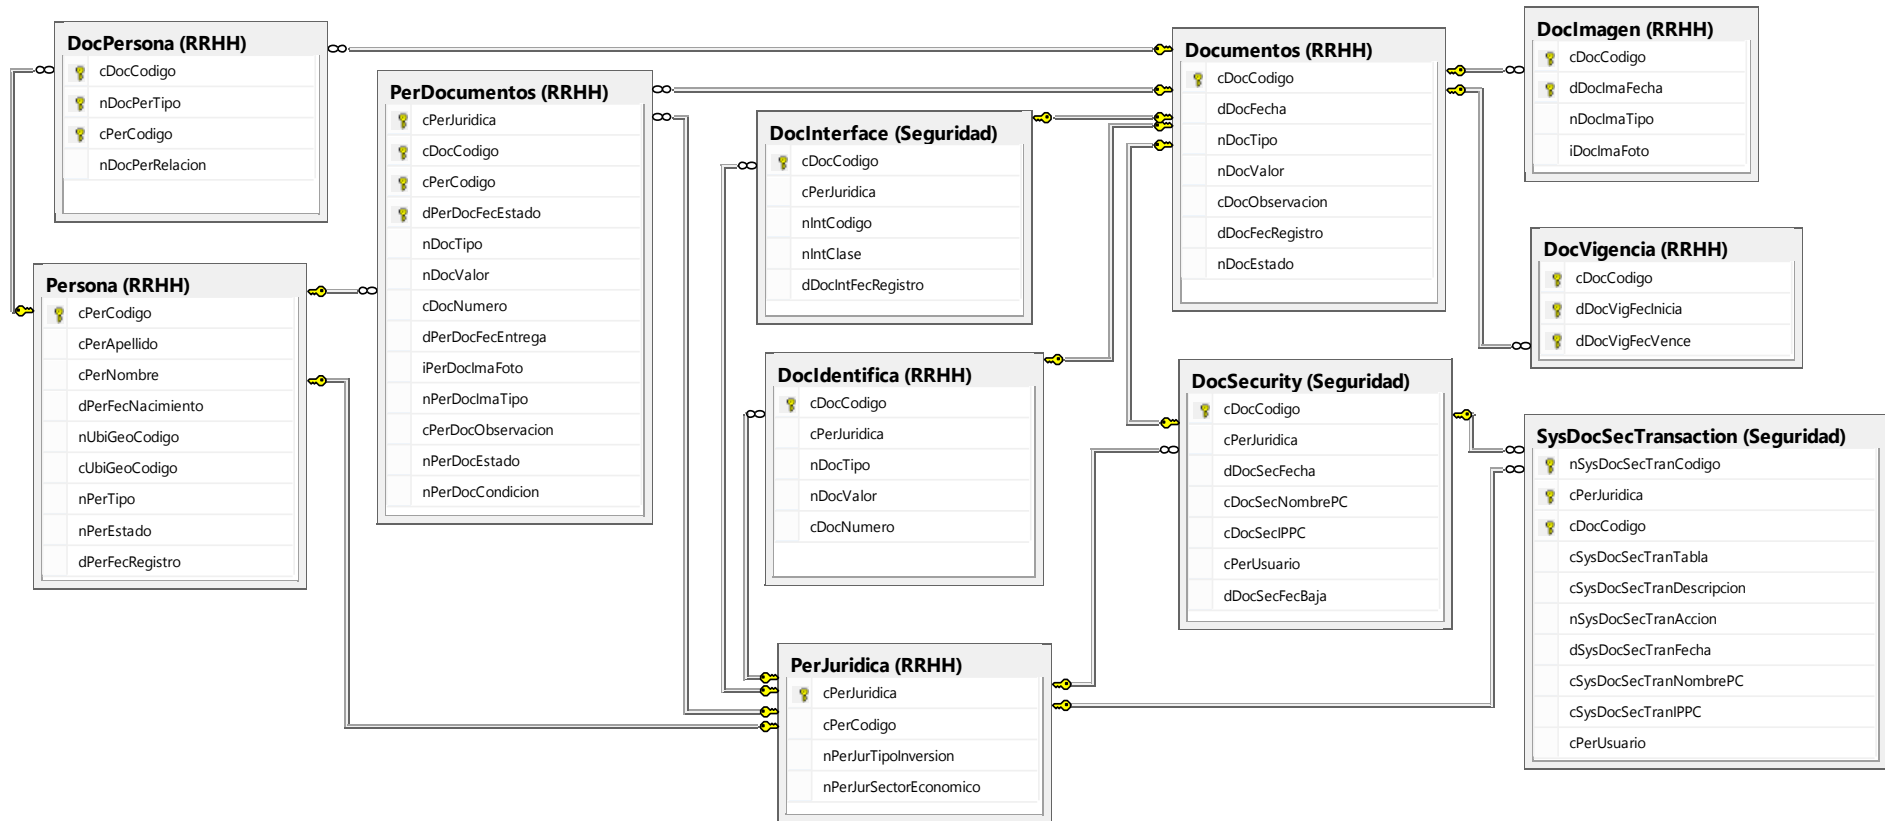 DocPersona (RRHH)
cDocCodigo
nDocPerTipo
cPerCodigo
nDocPerRelacion
Persona (RRHH)
cPerCodigo
cPerApellido
cPerNombre
dPerFecNacimiento
nUbiGeoCodigo
cUbiGeoCodigo
nPerTipo
nPerEstado
dPerFecRegistro
PerDocumentos (RRHH)
cPerJuridica
cDocCodigo
cPerCodigo
dPerDocFecEstado
nDocTipo
nDocValor
cDocNumero
dPerDocFecEntrega
iPerDocImaFoto
nPerDocImaTipo
cPerDocObservacion
nPerDocEstado
nPerDocCondicion
DocInterface (Seguridad)
cDocCodigo
cPerJuridica
nIntCodigo
nIntClase
dDocIntFecRegistro
DocIdentifica (RRHH)
cDocCodigo
cPerJuridica
nDocTipo
nDocValor
cDocNumero
PerJuridica (RRHH)
cPerJuridica
cPerCodigo
nPerJurTipoInversion
nPerJurSectorEconomico
Documentos (RRHH)
cDocCodigo
dDocFecha
nDocTipo
nDocValor
cDocObservacion
dDocFecRegistro
nDocEstado
DocSecurity (Seguridad)
cDocCodigo
cPerJuridica
dDocSecFecha
cDocSecNombrePC
cDocSecIPPC
cPerUsuario
dDocSecFecBaja
DocImagen (RRHH)
cDocCodigo
dDocImaFecha
nDocImaTipo
iDocImaFoto
DocVigencia (RRHH)
cDocCodigo
dDocVigFecInicia
dDocVigFecVence
SysDocSecTransaction (Seguridad)
nSysDocSecTranCodigo
cPerJuridica
cDocCodigo
cSysDocSecTranTabla
cSysDocSecTranDescripcion
nSysDocSecTranAccion
dSysDocSecTranFecha
cSysDocSecTranNombrePC
cSysDocSecTranIPPC
cPerUsuario